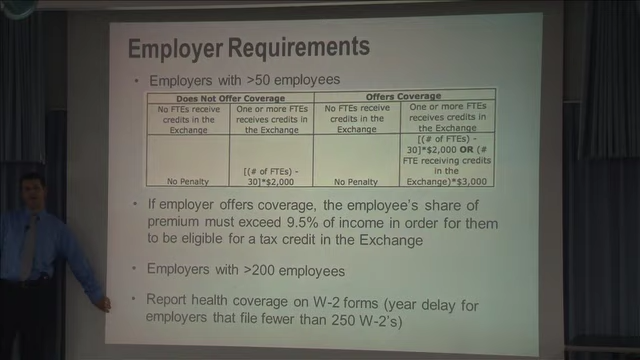 Employer Requirements
• Employers with >50 employees
Does Not Offer Coverage
Offers Coverage
No FTEs receive
credits in the
Exchange
One or more FTEs
receives credits in
the Exchange
No FTEs receive
credits in the
Exchange
One or more FTEs
receives credits in
the Exchange
No Penalty
[(# of FTEs) -
30]*$2,000
No Penalty
[(# of FTEs) -
30]*$2,000 OR (#
FTE receiving credits
in the
Exchange)*$3,000
• If employer offers coverage, the employee's share of
premium must exceed 9.5% of income in order for them
to be eligible for a tax credit in the Exchange
• Employers with >200 employees
• Report health coverage on W-2 forms (year delay for
employers that file fewer than 250 W-2's)